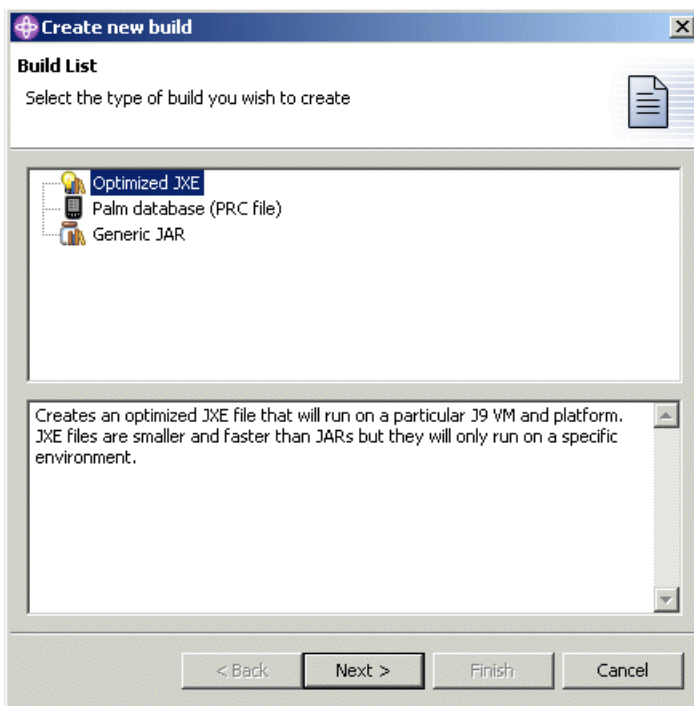 Create new build
Build List
Select the type of build you wish to create
Optimized JXE
Palm database (PRC file)
Generic JAR
Creates an optimized JXE file that will run on a particular J9 VM and platform.
JXE files are smaller and faster than JARs but they will only run on a specific
environment.
< Back
Next >
Finish
Cancel